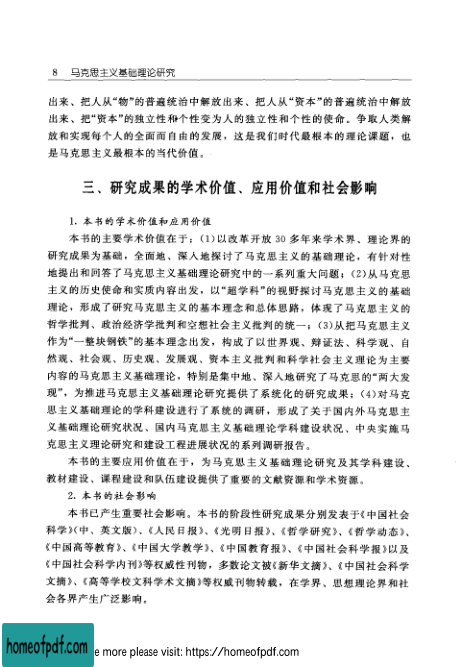 8 马克思主义基础理论研究
出来、把人从“物”的普遍统治中解放出来、把人从“资本”的普遍统治中解放
出来、把“资本”的独立性和个性变为人的独立性和个性的使命。争取人类解
放和实现每个人的全面而自由的发展，这是我们时代最根本的理论课题，也
是马克思主义最根本的当代价值。
三、研究成果的学术价值、应用价值和社会影响
1. 本书的学术价值和应用价值
本书的主要学术价值在于：(1)以改革开放 30 多年来学术界、理论界的
研究成果为基础，全面地、深入地探讨了马克思主义的基础理论，有针对性
地提出和回答了马克思主义基础理论研究中的一系列重大问题；(2)从马克思
主义的历史使命和实质内容出发，以“超学科”的视野探讨马克思主义的基础
理论，形成了研究马克思主义的基本理念和总体思路，体现了马克思主义的
哲学批判、政治经济学批判和空想社会主义批判的统一；(3)从把马克思主义
作为“一整块钢铁”的基本理念出发，构成了以世界观、辩证法、科学观、自
然观、社会观、历史观、发展观、资本主义批判和科学社会主义理论为主要
内容的马克思主义基础理论，特别是集中地、深入地研究了马克思的“两大发
现”，为推进马克思主义基础理论研究提供了系统化的研究成果；(4)对马克
思主义基础理论的学科建设进行了系统的调研，形成了关于国内外马克思主
义基础理论研究状况、国内马克思主义基础理论学科建设状况、中央实施马
克思主义理论研究和建设工程进展状况的系列调研报告。
本书的主要应用价值在于，为马克思主义基础理论研究及其学科建设、
教材建设、课程建设和队伍建设提供了重要的文献资源和学术资源。
2. 本书的社会影响
本书已产生重要社会影响。本书的阶段性研究成果分别发表于《中国社会
科学》(中、英文版)、《人民日报》、《光明日报》、《哲学研究》、《哲学动态》、
《中国高等教育》、《中国大学教学》、《中国教育报》、《中国社会科学报》以及
《中国社会科学内刊》等权威性刊物，多数论文被《新华文摘》、《中国社会科学
文摘》、《高等学校文科学术文摘》等权威刊物转载，在学界、思想理论界和社
会各界产生广泛影响。
homeofpdf.com
e more please visit: https://homeofpdf.com